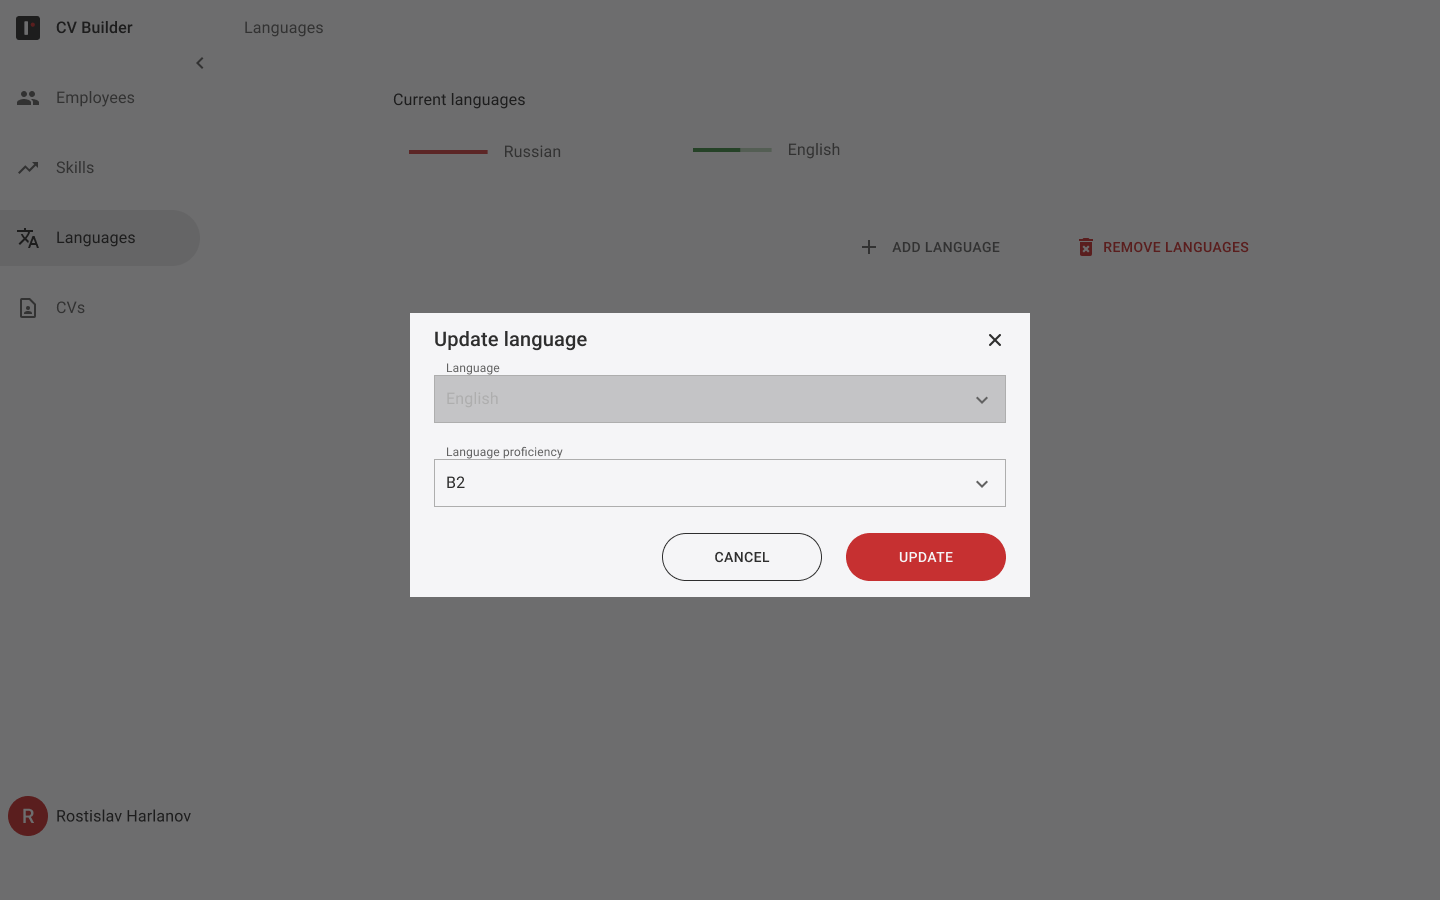 CV Builder
Languages
Employees
Current languages
Russian
English
Skills
Languages
ADD LANGUAGE
REMOVE LANGUAGES
CVs
Update language
Language
English
Language proficiency
B2
CANCEL
UPDATE
R
Rostislav Harlanov